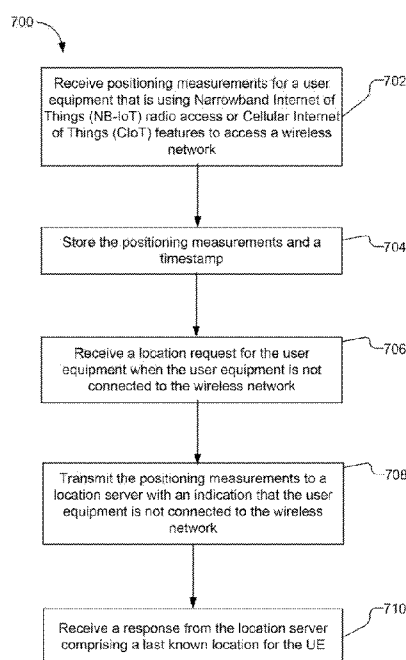 700
Receive positioning measurements for a user
equipment that is using Narrowband Internet of
Things (NB-IoT) radio access or Cellular Internet
of Things (CIoT) features to access a wireless
network
702
Store the positioning measurements and a
timestamp
704
Receive a location request for the user
equipment when the user equipment is not
connected to the wireless network
706
Transmit the positioning measurements to a
location server with an indication that the user
equipment is not connected to the wireless
network
708
Receive a response from the location server
comprising a last known location for the UE
710